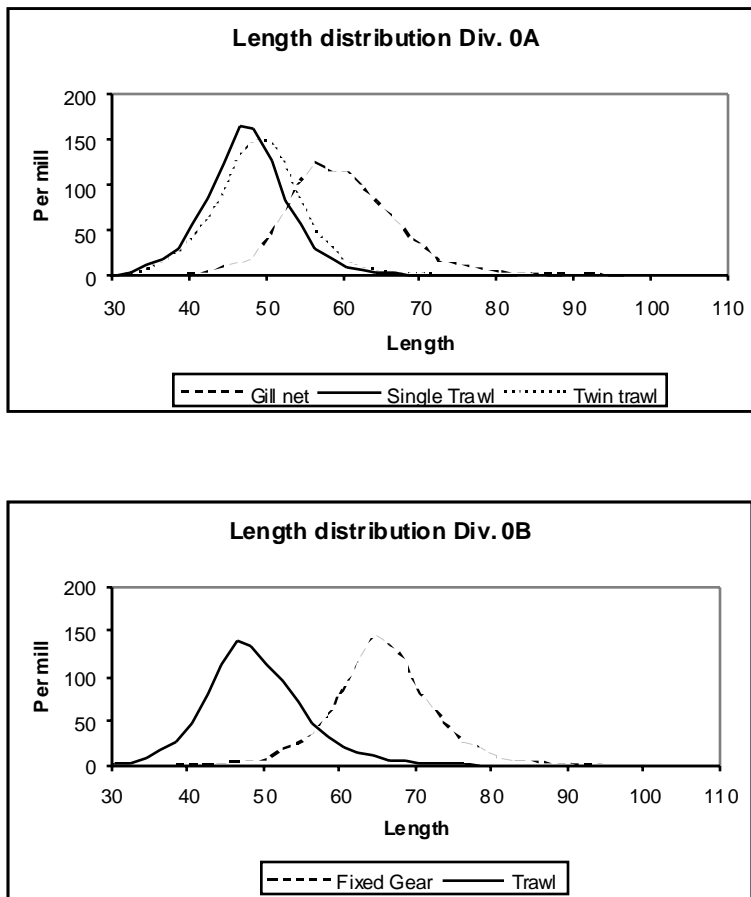 Length distribution Div. 0A
200
150
100
50
0
Per mill
30 40 50 60 70 80 90 100 110
Length
Gill net Single Trawl Twin trawl
Length distribution Div. 0B
200
150
100
50
0
Per mill
30 40 50 60 70 80 90 100 110
Length
Fixed Gear Trawl